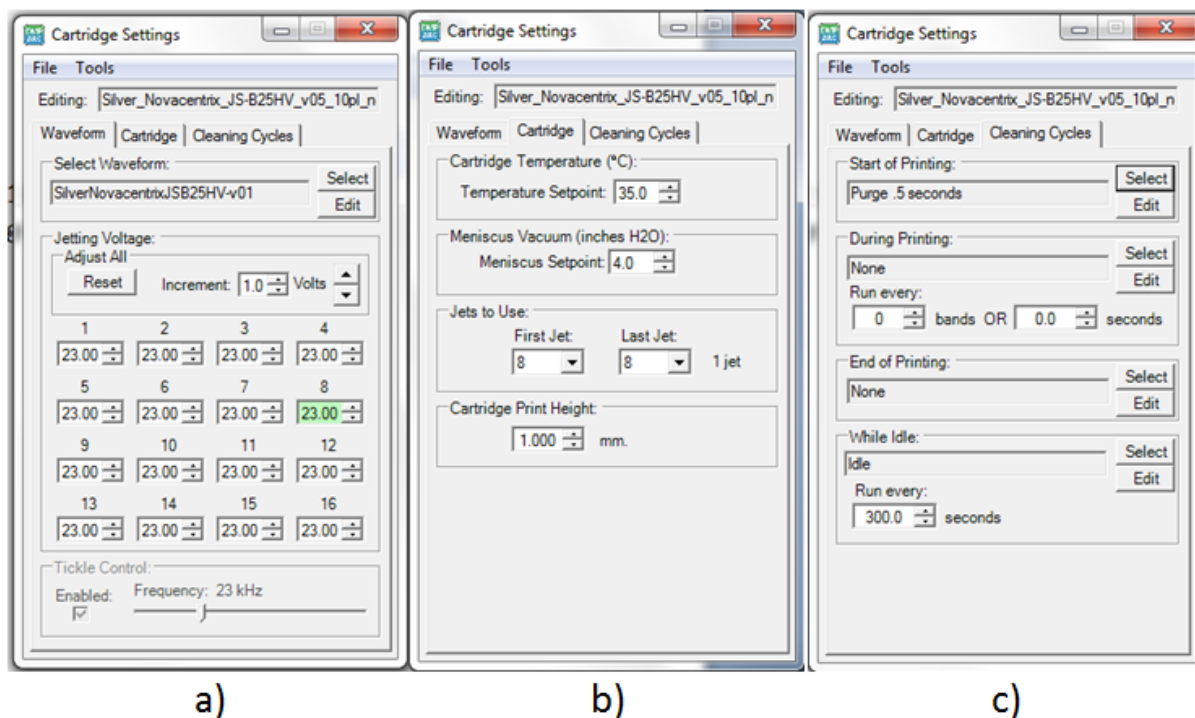 Cartridge Settings
File Tools
Editing: Silver_Novacentrix_JS-B25HV_v05_10pl_n
Waveform Cartridge Cleaning Cycles
Select Waveform:
SilverNovacentrixJSB25HV-v01
Select
Edit
Jetting Voltage:
Adjust All
Reset Increment: 1.0 Volts
1 2 3 4
23.00 23.00 23.00 23.00
5 6 7 8
23.00 23.00 23.00 23.00
9 10 11 12
23.00 23.00 23.00 23.00
13 14 15 16
23.00 23.00 23.00 23.00
Tickle Control:
Enabled: Frequency: 23 kHz
a)
Cartridge Settings
File Tools
Editing: Silver_Novacentrix_JS-B25HV_v05_10pl_n
Waveform Cartridge Cleaning Cycles
Cartridge Temperature (°C):
Temperature Setpoint: 35.0
Meniscus Vacuum (inches H2O):
Meniscus Setpoint: 4.0
Jets to Use:
First Jet: Last Jet:
8 8 1 jet
Cartridge Print Height:
1.000 mm.
b)
Cartridge Settings
File Tools
Editing: Silver_Novacentrix_JS-B25HV_v05_10pl_n
Waveform Cartridge Cleaning Cycles
Start of Printing:
Purge .5 seconds
Select
Edit
During Printing:
None
Select
Edit
Run every:
0 bands OR 0.0 seconds
End of Printing:
None
Select
Edit
While Idle:
Idle
Select
Edit
Run every:
300.0 seconds
c)